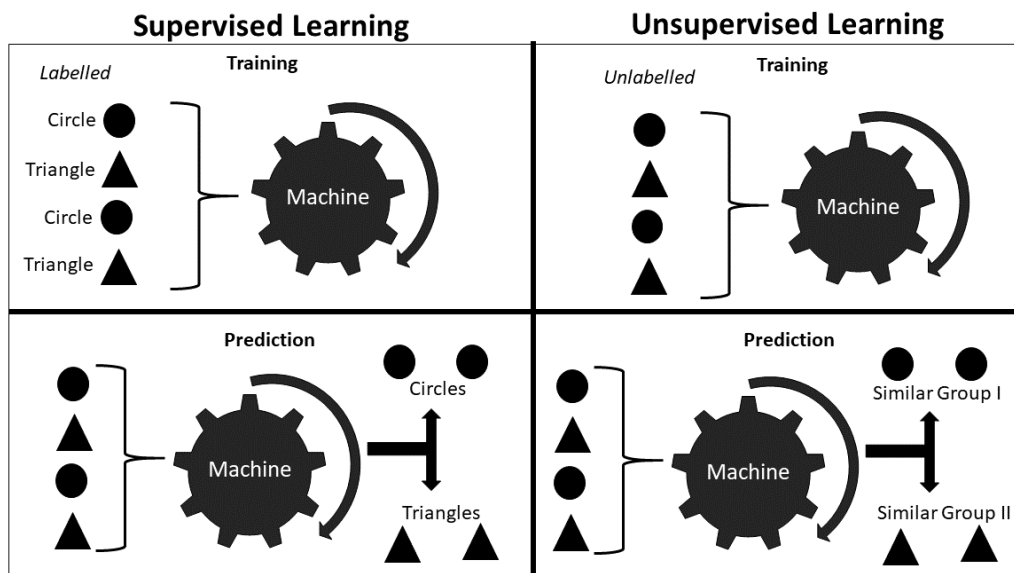 Supervised Learning
Unsupervised Learning
Labelled
Training
Circle
Triangle
Circle
Triangle
Machine
Unlabelled
Training
Machine
Prediction
Machine
Circles
Triangles
Prediction
Machine
Similar Group I
Similar Group II